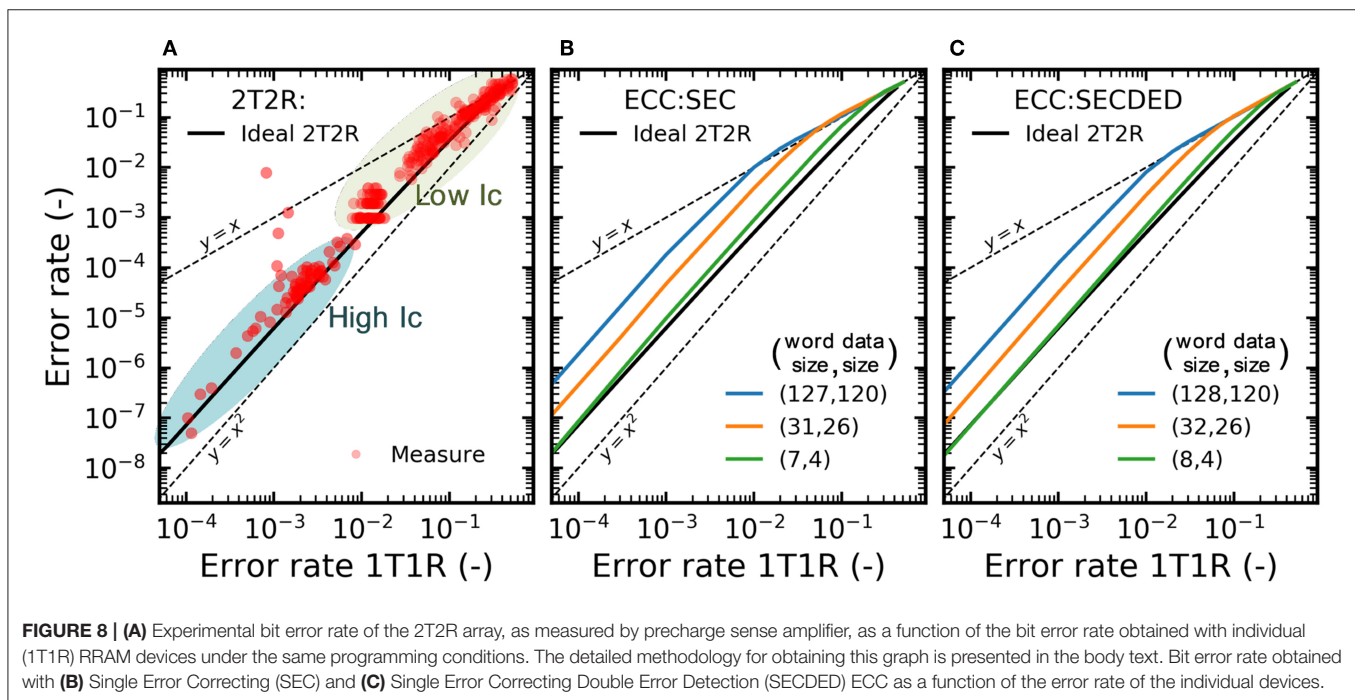 A
B
C
2T2R:
Ideal 2T2R
Low Ic
High Ic
Measure
y = x
y = x²
10⁻¹
10⁻²
10⁻³
10⁻⁴
10⁻⁵
10⁻⁶
10⁻⁷
10⁻⁸
Error rate (-)
10⁻⁴ 10⁻³ 10⁻² 10⁻¹
Error rate 1T1R (-)
ECC:SEC
Ideal 2T2R
y = x
y = x²
(word size, data size)
(127,120)
(31,26)
(7,4)
10⁻⁴ 10⁻³ 10⁻² 10⁻¹
Error rate 1T1R (-)
ECC:SECDED
Ideal 2T2R
y = x
y = x²
(word size, data size)
(128,120)
(32,26)
(8,4)
10⁻⁴ 10⁻³ 10⁻² 10⁻¹
Error rate 1T1R (-)
FIGURE 8 | (A) Experimental bit error rate of the 2T2R array, as measured by precharge sense amplifier, as a function of the bit error rate obtained with individual
(1T1R) RRAM devices under the same programming conditions. The detailed methodology for obtaining this graph is presented in the body text. Bit error rate obtained
with (B) Single Error Correcting (SEC) and (C) Single Error Correcting Double Error Detection (SECDED) ECC as a function of the error rate of the individual devices.